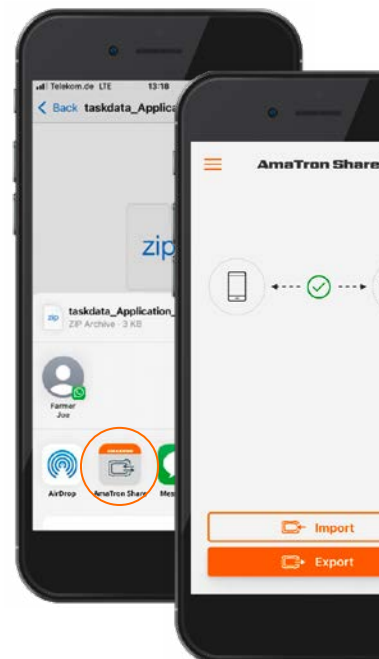 Telekom.de LTE 13:18
Back taskdata_Applica
zip
zip
taskdata_Application_
ZIP Archive · 3 KB
Farmer
Joe
AirDrop AmaTron Share Mes
AmaTron Share
Import
Export